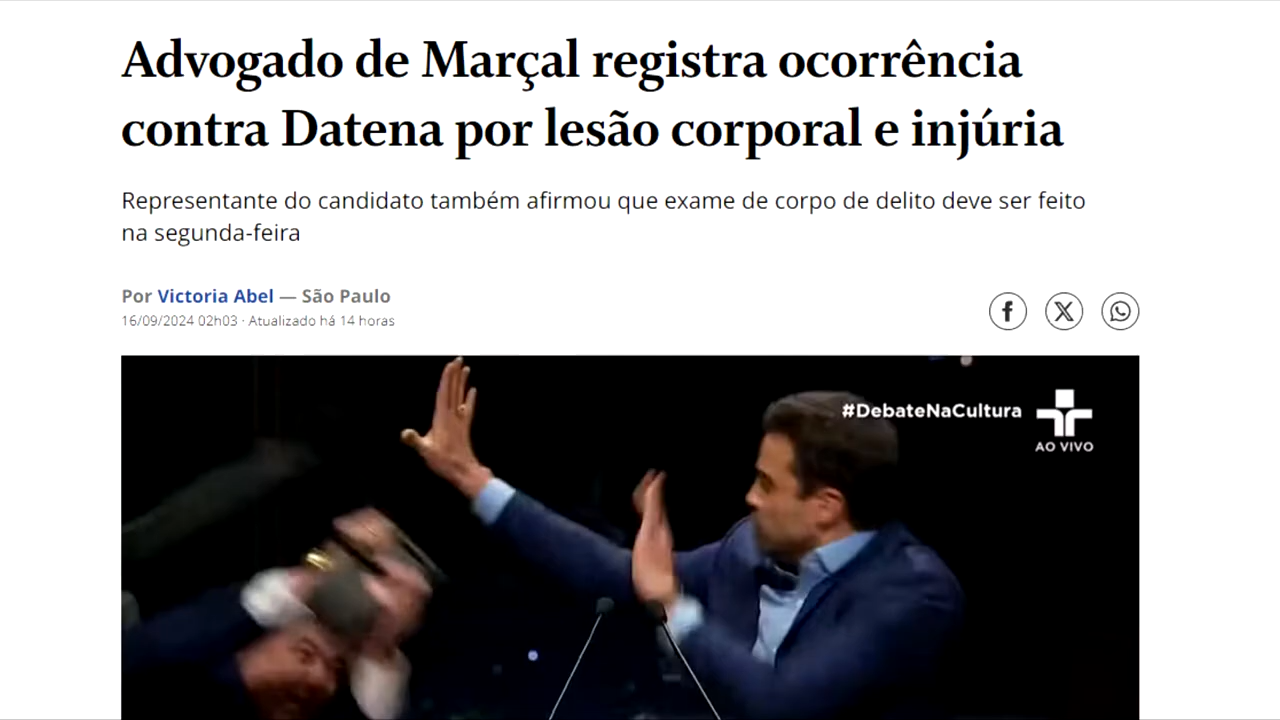 Advogado de Marçal registra ocorrência
contra Datena por lesão corporal e injúria
Representante do candidato também afirmou que exame de corpo de delito deve ser feito
na segunda-feira
Por Victoria Abel — São Paulo
16/09/2024 02h03 · Atualizado há 14 horas
#DebateNaCultura
AO VIVO